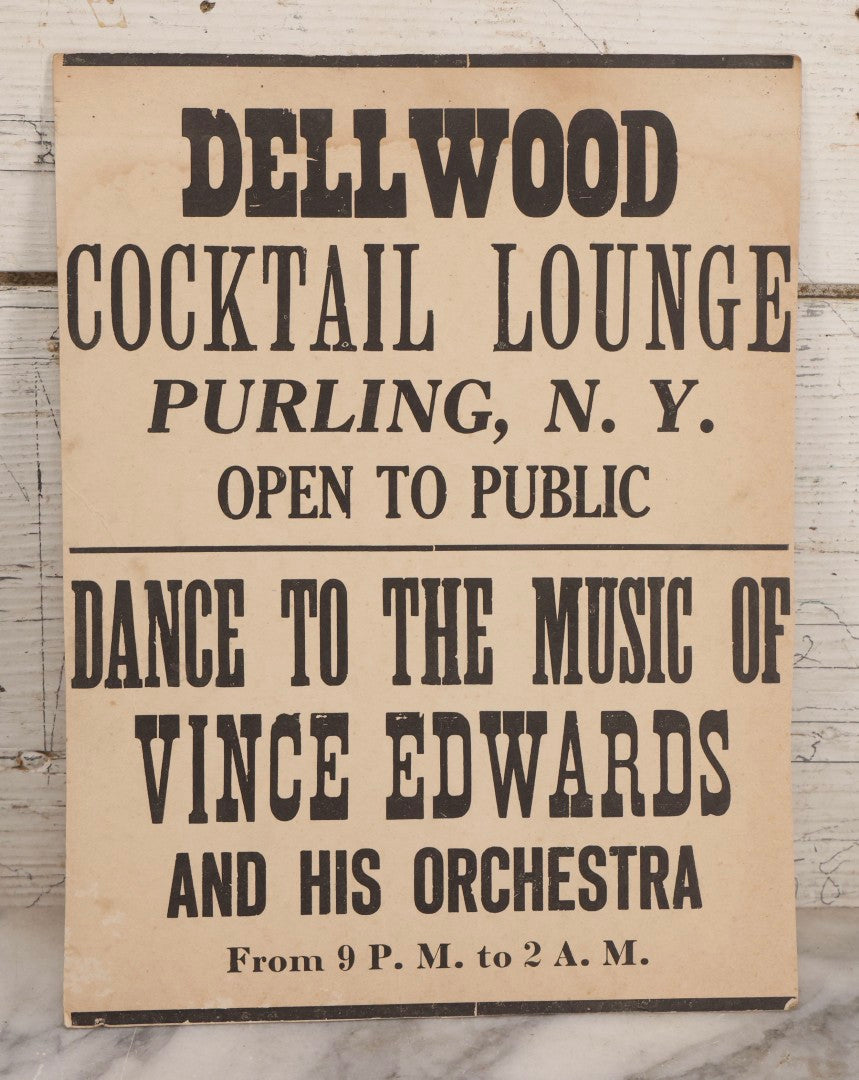 DELLWOOD
COCKTAIL LOUNGE
PURLING, N. Y.
OPEN TO PUBLIC
DANCE TO THE MUSIC OF
VINCE EDWARDS
AND HIS ORCHESTRA
From 9 P. M. to 2 A. M.